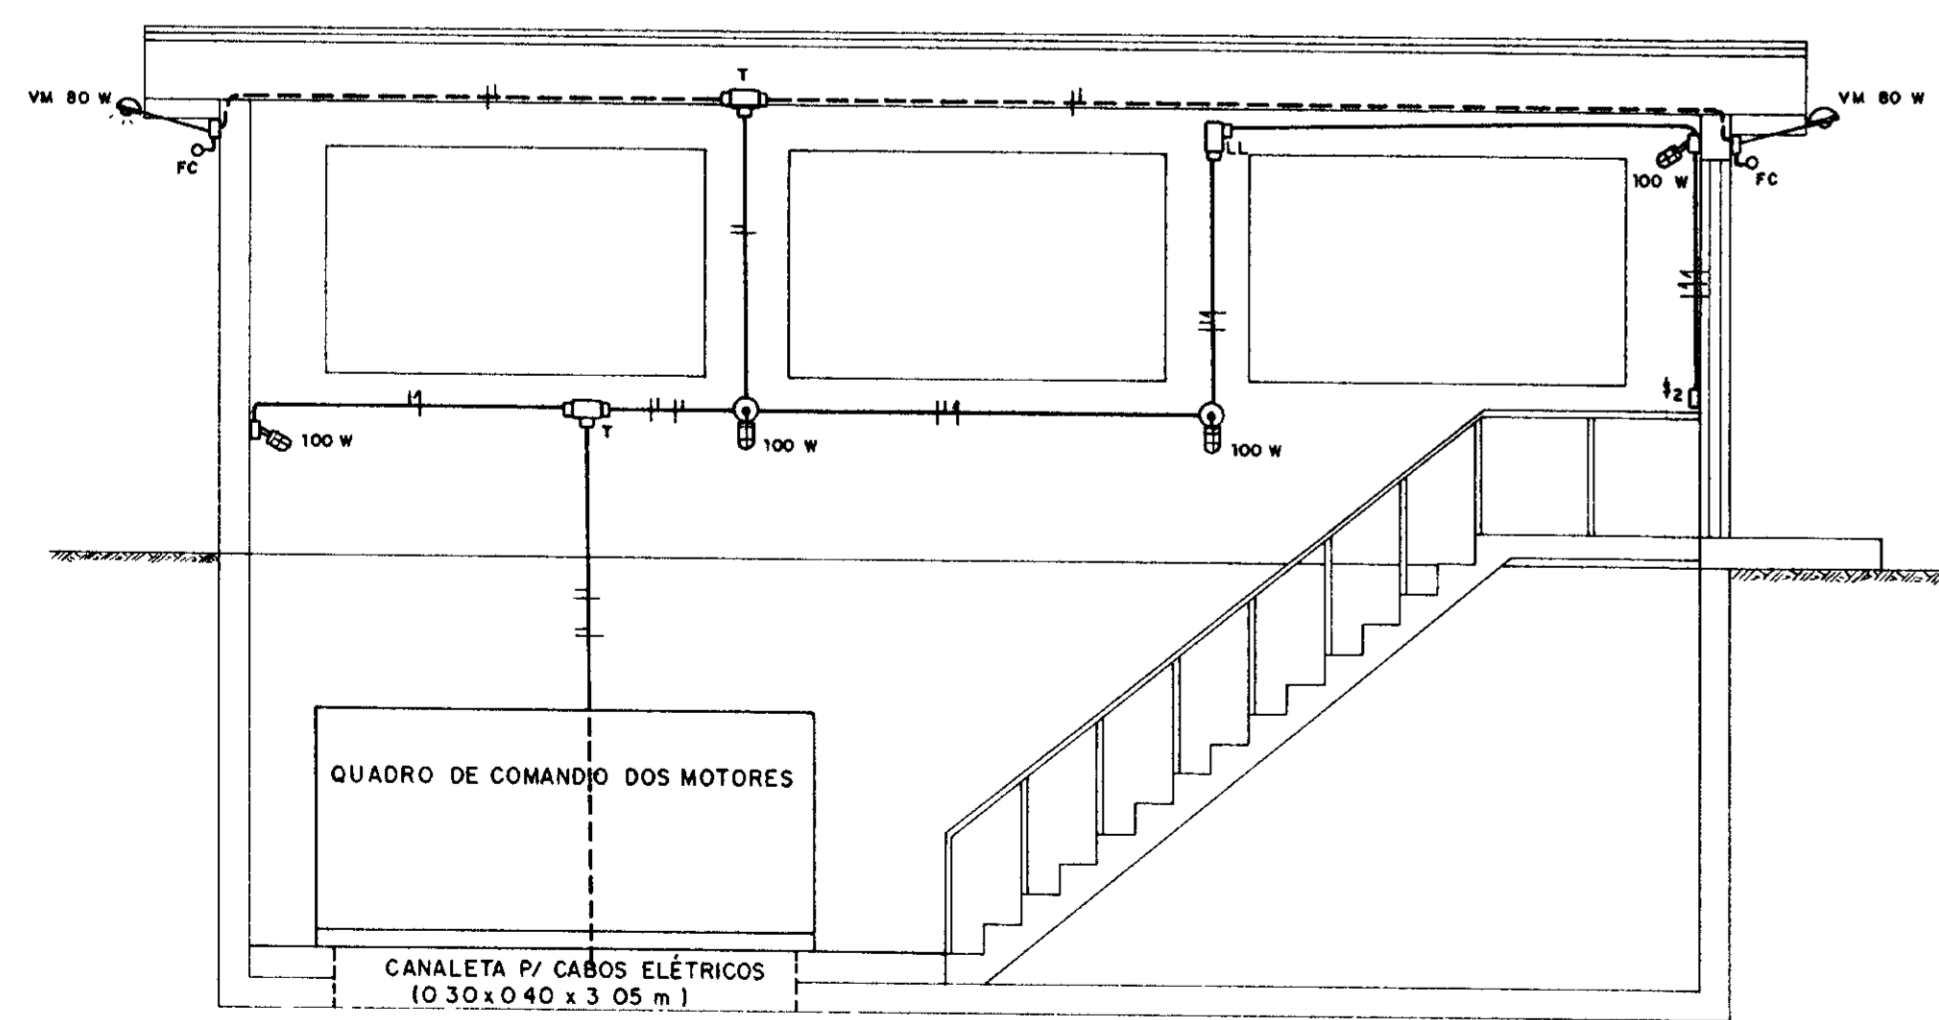 T
VM 80 W
VM 80 W
FC
LL
100 W
FC
$2
100 W
T
100 W
100 W
QUADRO DE COMANDO DOS MOTORES
CANALETA P/ CABOS ELÉTRICOS
(0 30 x 0 40 x 3 05 m)